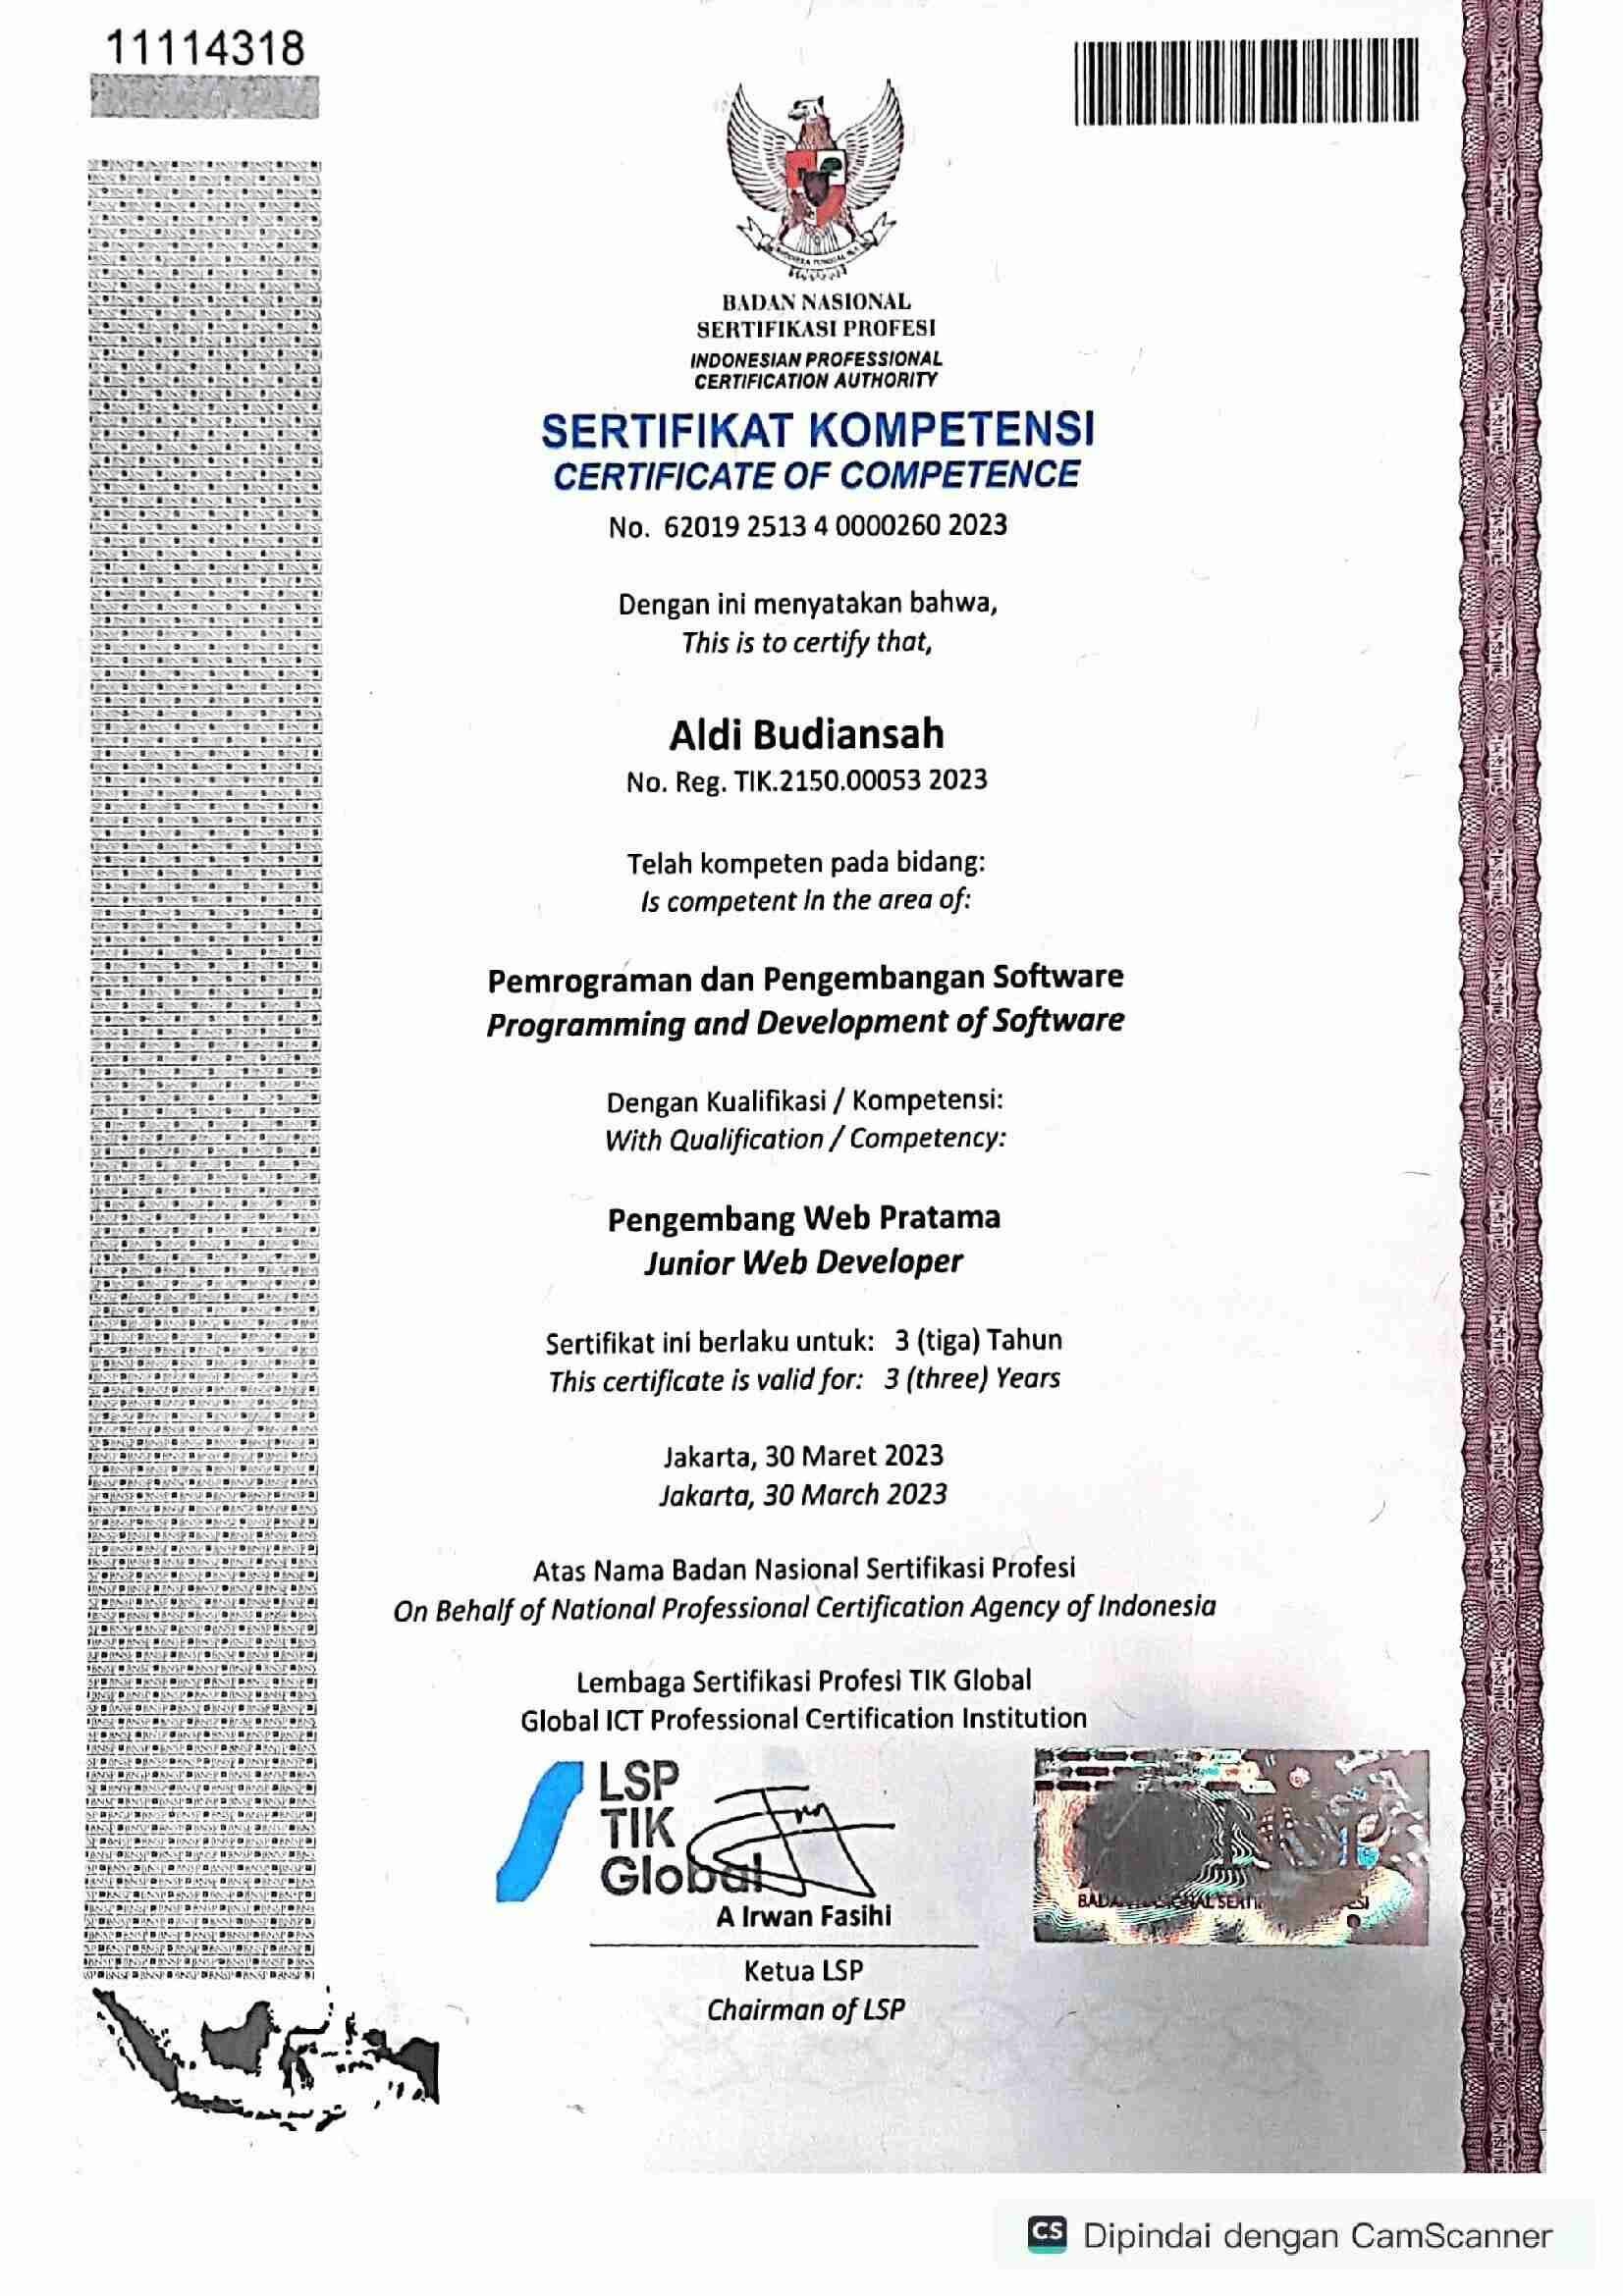 11114318
BADAN NASIONAL
SERTIFIKASI PROFESI
INDONESIAN PROFESSIONAL
CERTIFICATION AUTHORITY
SERTIFIKAT KOMPETENSI
CERTIFICATE OF COMPETENCE
No. 62019 2513 4 0000260 2023
Dengan ini menyatakan bahwa,
This is to certify that,
Aldi Budiansah
No. Reg. TIK.2150.00053 2023
Telah kompeten pada bidang:
Is competent in the area of:
Pemrograman dan Pengembangan Software
Programming and Development of Software
Dengan Kualifikasi / Kompetensi:
With Qualification / Competency:
Pengembang Web Pratama
Junior Web Developer
Sertifikat ini berlaku untuk: 3 (tiga) Tahun
This certificate is valid for: 3 (three) Years
Jakarta, 30 Maret 2023
Jakarta, 30 March 2023
Atas Nama Badan Nasional Sertifikasi Profesi
On Behalf of National Professional Certification Agency of Indonesia
Lembaga Sertifikasi Profesi TIK Global
Global ICT Professional Certification Institution
LSP
TIK
Global
A Irwan Fasihi
Ketua LSP
Chairman of LSP
CS Dipindai dengan CamScanner